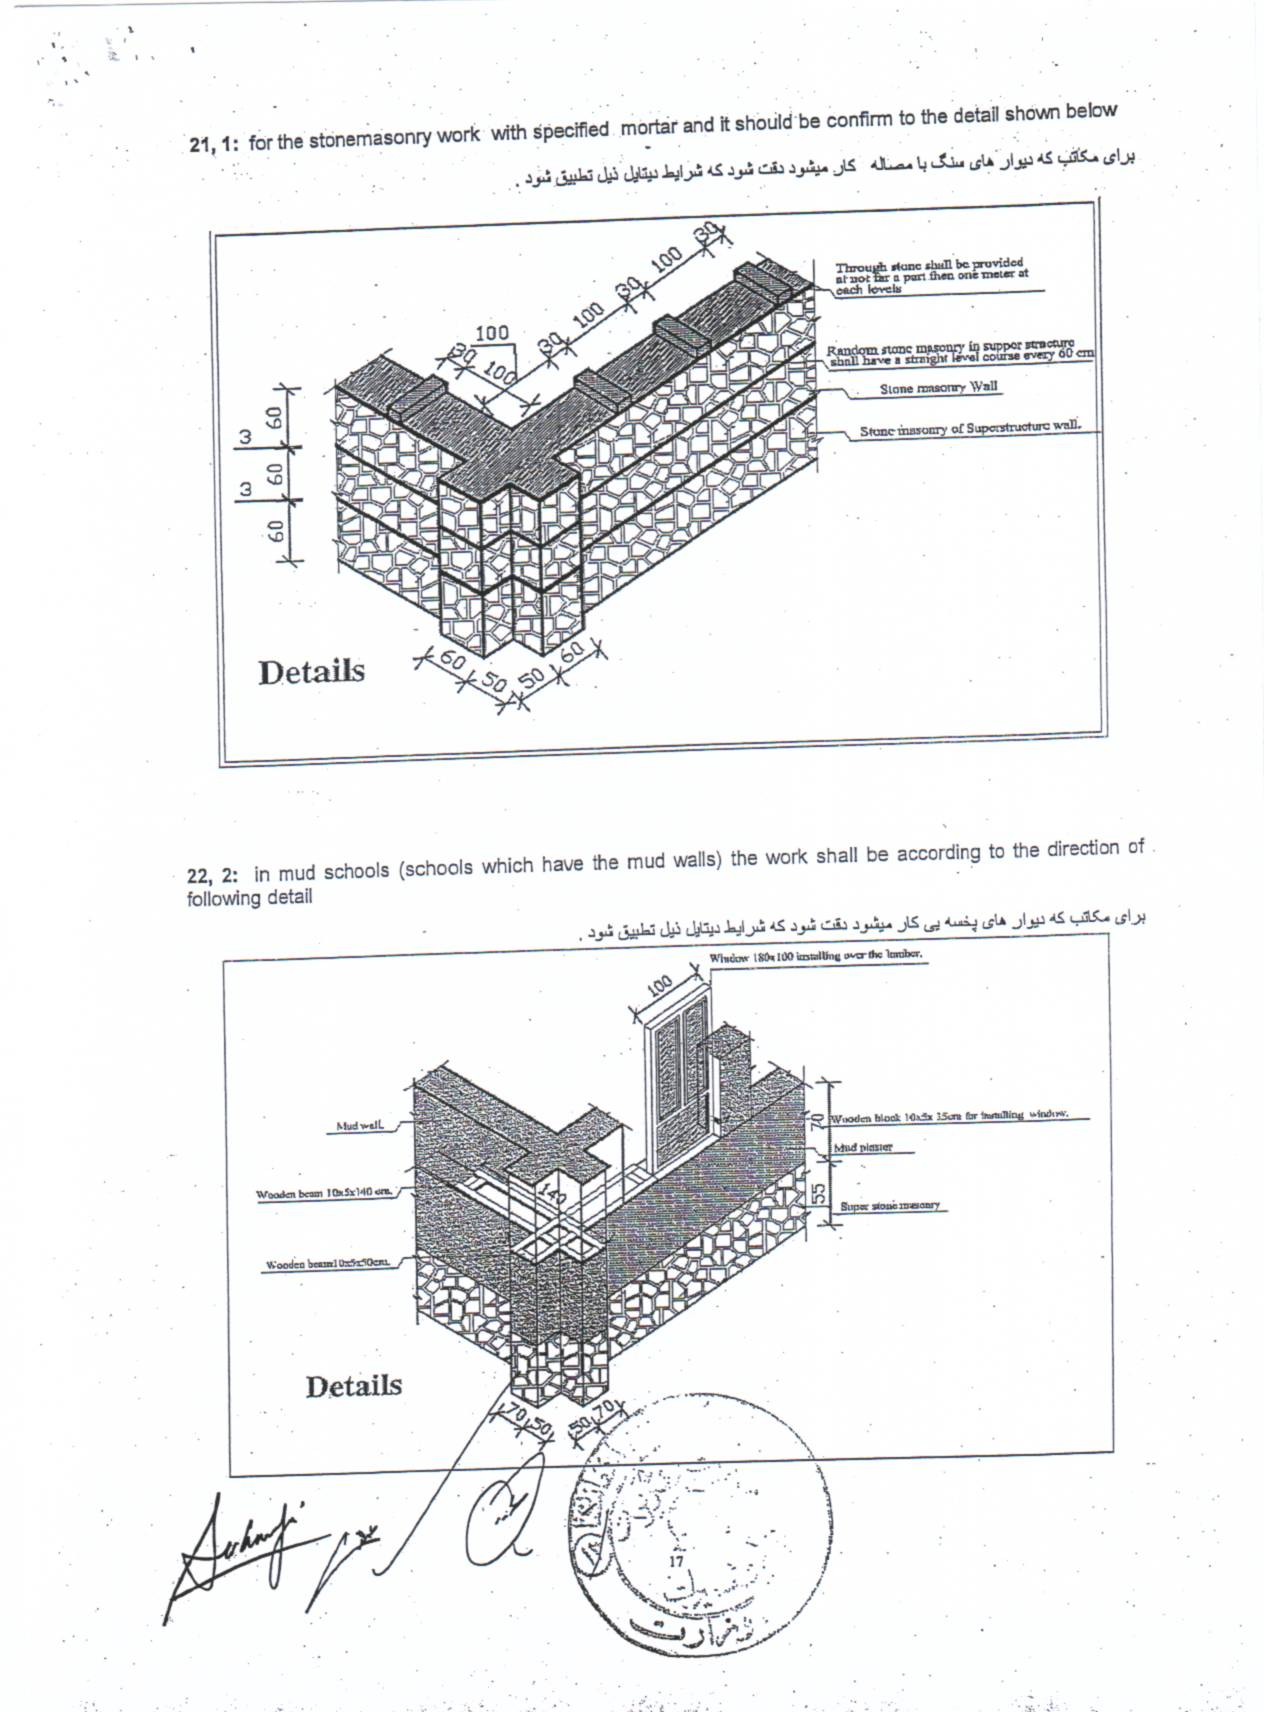 21, 1: for the stonemasonry work with specified mortar and it should be confirm to the detail shown below
برای مکاتب که دیوار های سنگ با مصاله کار میشود دقت شود که شرایط دیتایل ذیل تطبیق شود .
30
100
30
100
30
100
30
100
Through stone shall be provided
at not far a part then one meter at
each levels
Random stone masonry in supper structure
shall have a straight level course every 60 cm
Stone masonry Wall
Stone masonry of Superstructure wall.
60
3
60
3
60
60
50
50
60
Details
22, 2: in mud schools (schools which have the mud walls) the work shall be according to the direction of
following detail
برای مکاتب که دیوار های پخسه یی کار میشود دقت شود که شرایط دیتایل ذیل تطبیق شود .
Window 180x100 installing over the lumber.
100
Mud wall.
Wooden block 10x5x 35cm for installling window.
70
Mud plaster
Wooden beam 10x5x140 cm.
140
55
Super stone masonry
Wooden beam10x5x50cm.
Details
70
50
50
70
17
وزارت